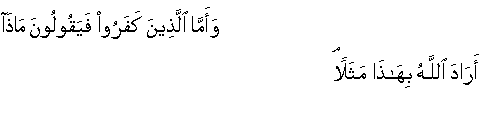 وَأَمَّا ٱلَّذِينَ كَفَرُوا۟ فَيَقُولُونَ مَاذَآ
أَرَادَ ٱللَّهُ بِهَـٰذَا مَثَلًۭا ۘ